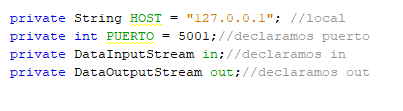 private String HOST = "127.0.0.1"; //local
private int PUERTO = 5001;//declaramos puerto
private DataInputStream in;//declaramos in
private DataOutputStream out;//declaramos out